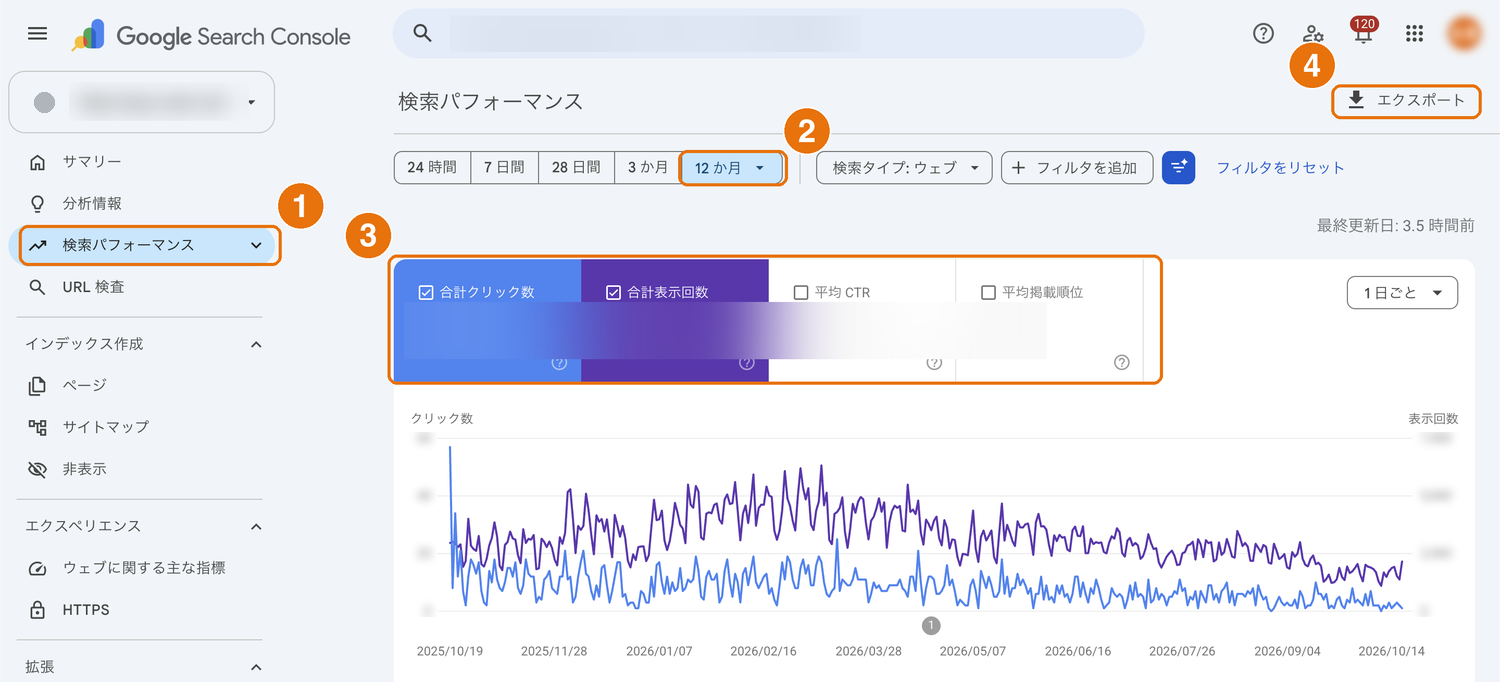 Google Search Console
120
4
エクスポート
検索パフォーマンス
2
24 時間
7 日間
28 日間
3 か月
12 か月
検索タイプ: ウェブ
フィルタを追加
フィルタをリセット
最終更新日: 3.5 時間前
サマリー
分析情報
1
検索パフォーマンス
URL 検査
インデックス作成
ページ
サイトマップ
非表示
エクスペリエンス
ウェブに関する主な指標
HTTPS
拡張
3
合計クリック数
合計表示回数
平均 CTR
平均掲載順位
1 日ごと
クリック数
表示回数
1
2025/10/19
2025/11/28
2026/01/07
2026/02/16
2026/03/28
2026/05/07
2026/06/16
2026/07/26
2026/09/04
2026/10/14